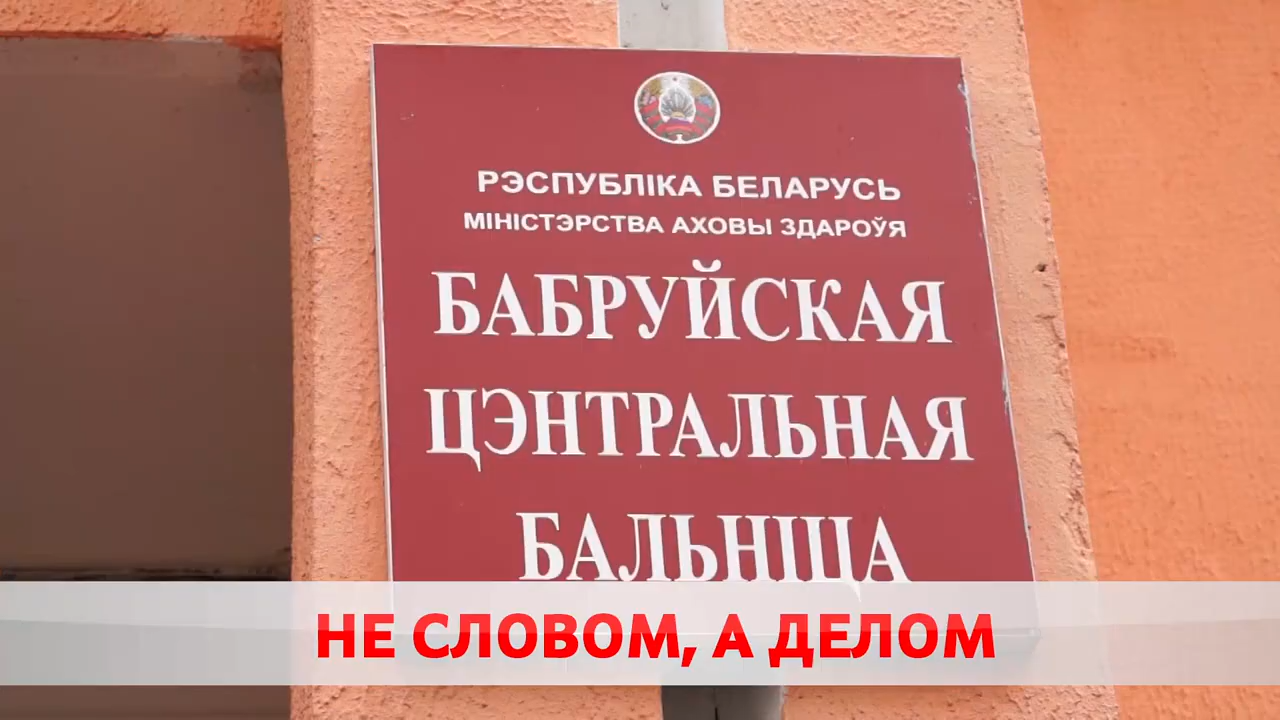 РЭСПУБЛІКА БЕЛАРУСЬ
МІНІСТЭРСТВА АХОВЫ ЗДАРОЎЯ
БАБРУЙСКАЯ
ЦЭНТРАЛЬНАЯ
БАЛЬНІЦА
НЕ СЛОВОМ, А ДЕЛОМ